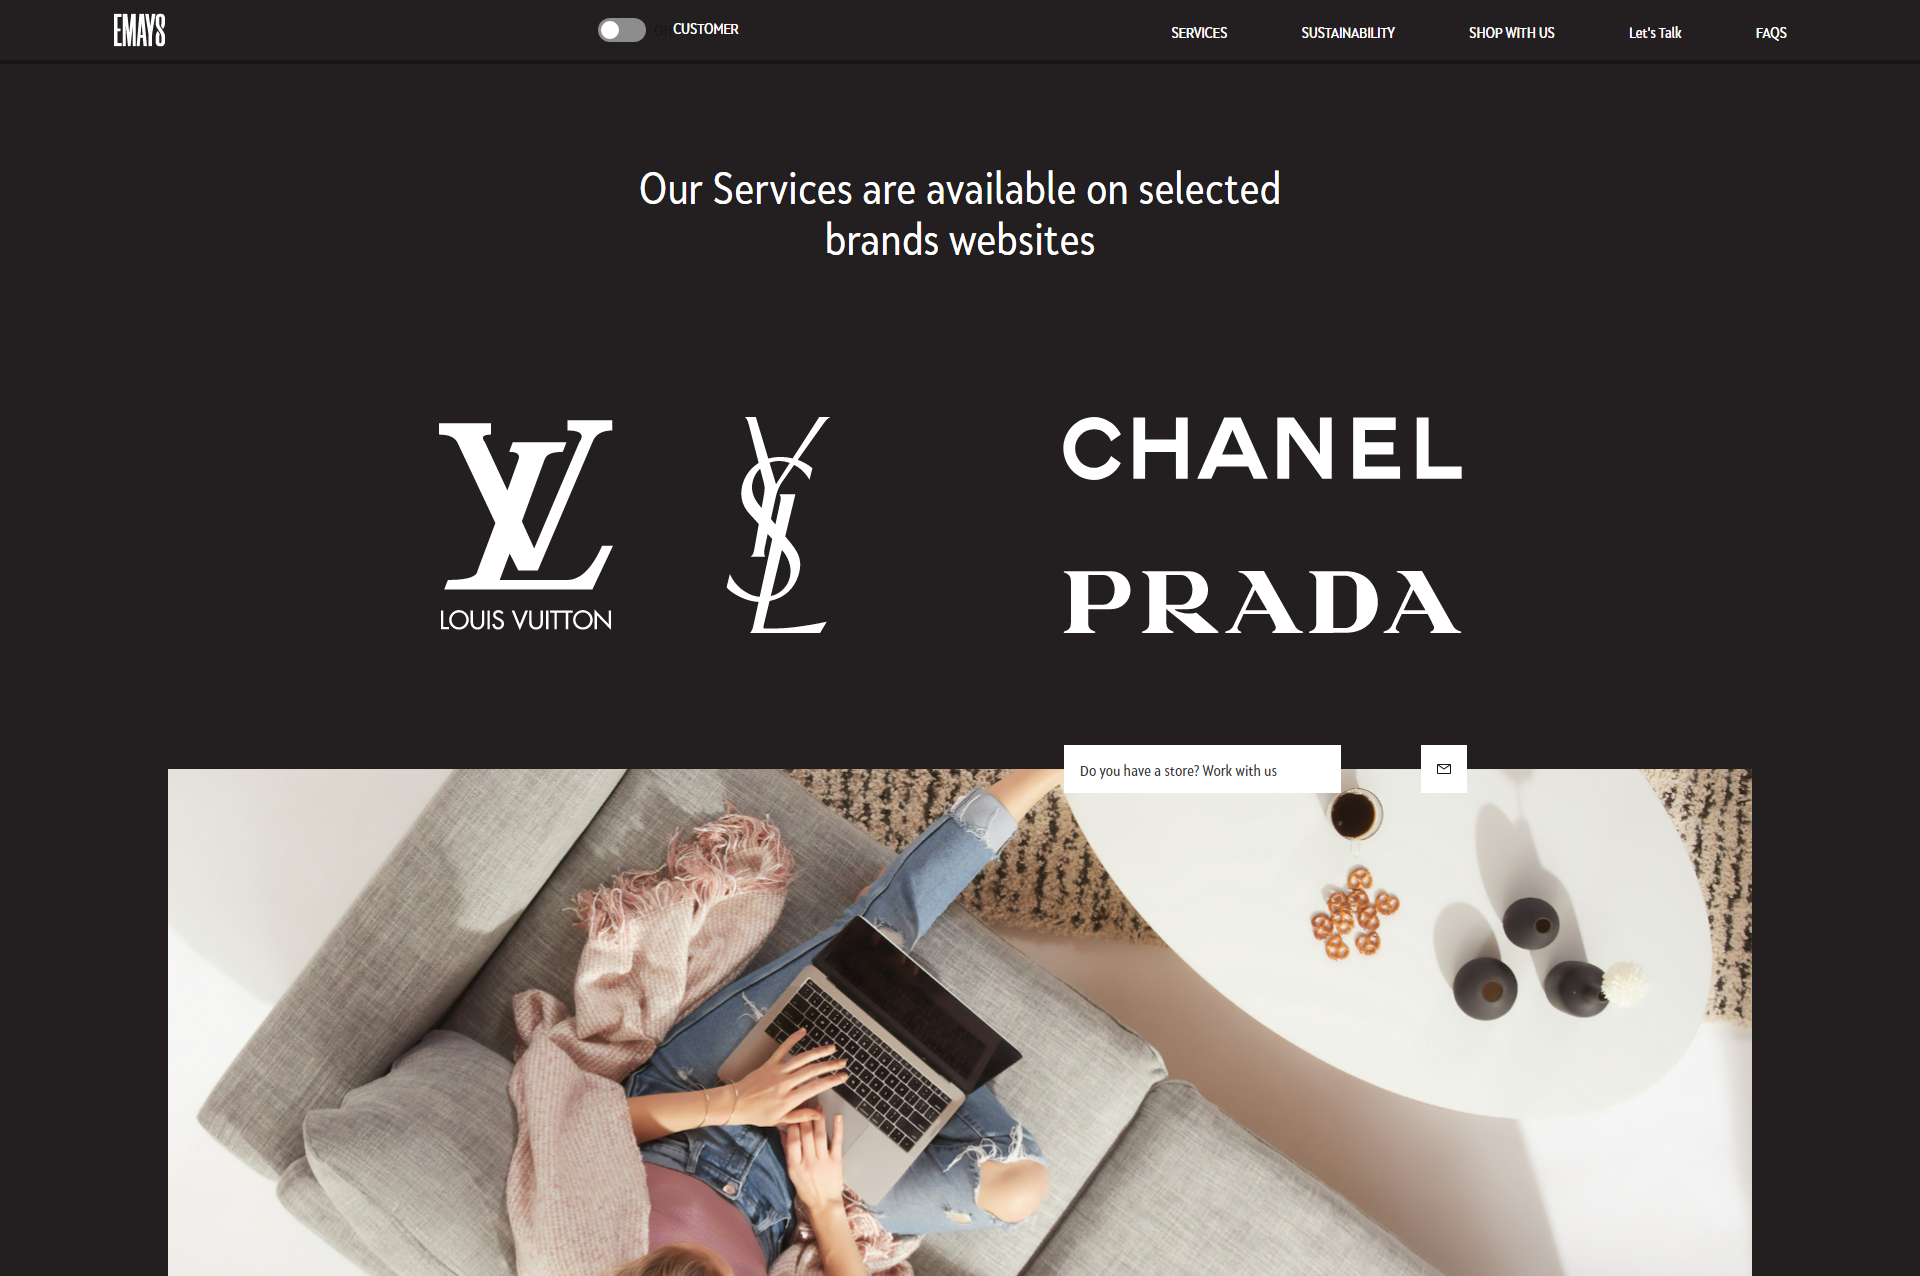 EMAYS
Off CUSTOMER
SERVICES
SUSTAINABILITY
SHOP WITH US
Let's Talk
FAQS
Our Services are available on selected
brands websites
LV
LOUIS VUITTON
YSL
CHANEL
PRADA
Do you have a store? Work with us